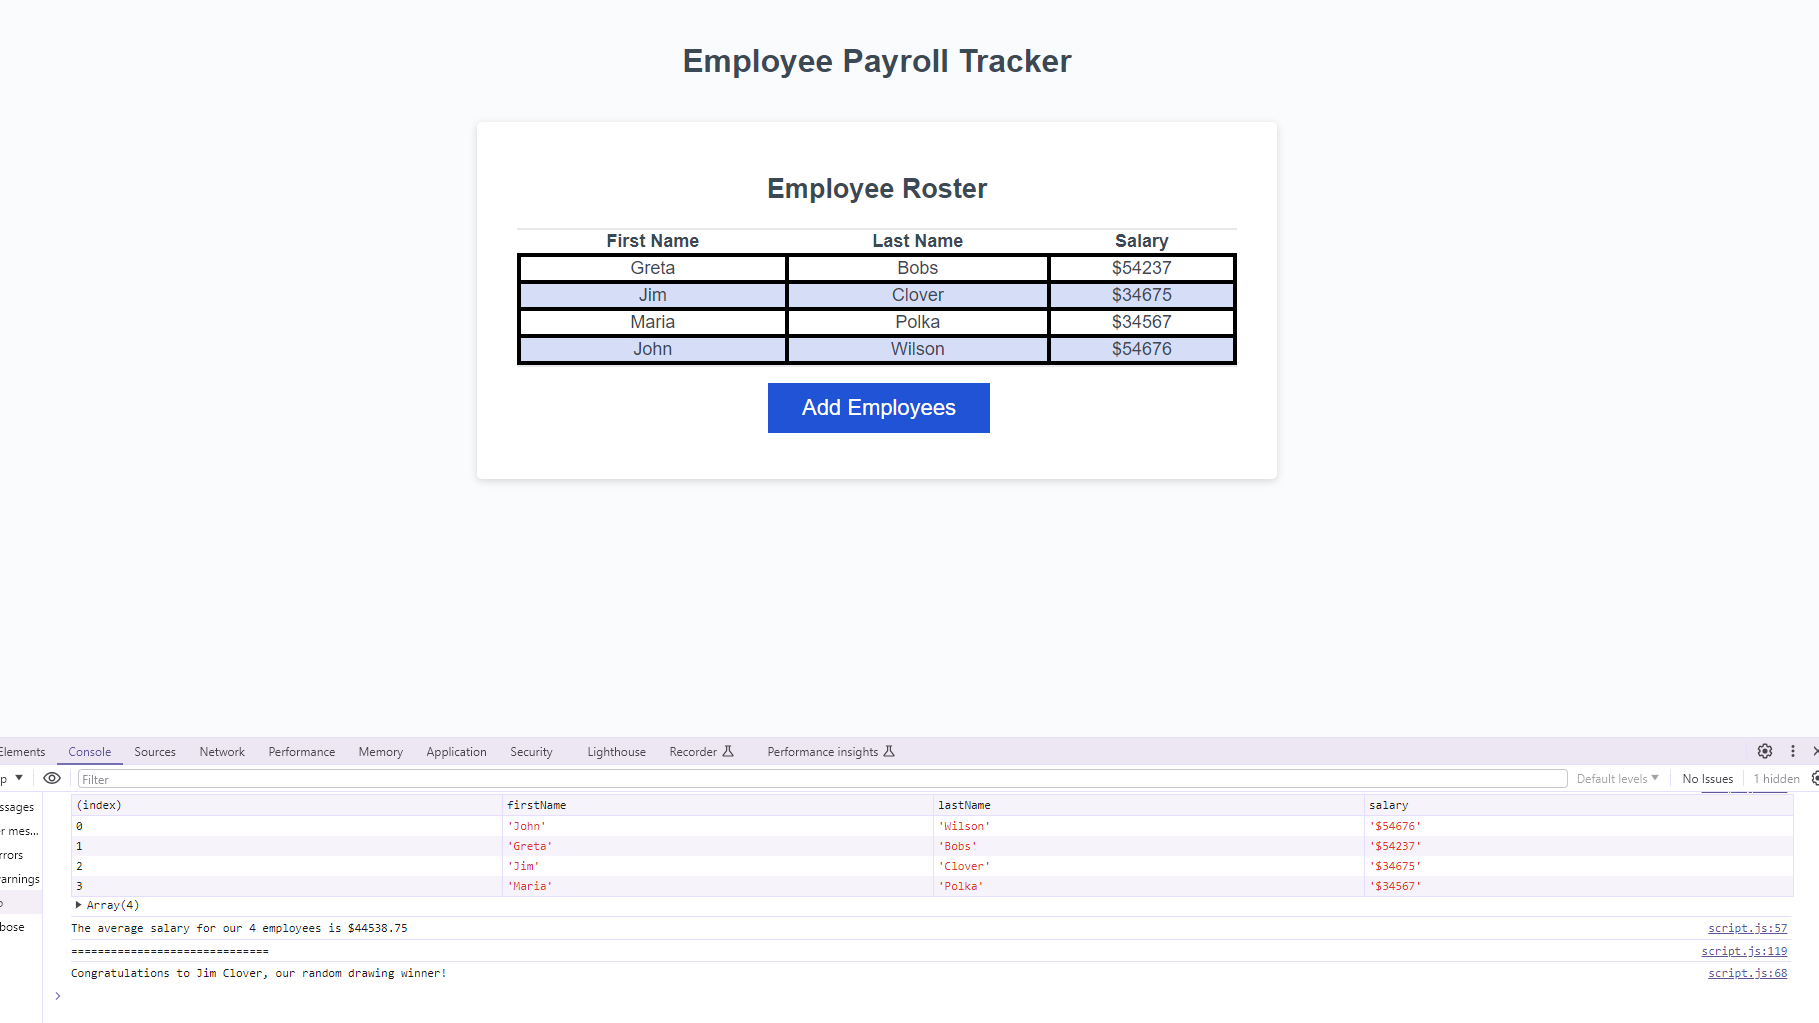 Employee Payroll Tracker
Employee Roster
First Name Last Name Salary
Greta Bobs $54237
Jim Clover $34675
Maria Polka $34567
John Wilson $54676
Add Employees
Elements Console Sources Network Performance Memory Application Security Lighthouse Recorder Performance insights
p Filter Default levels No Issues 1 hidden
ssages
r mes...
rrors
arnings
o
bose
(index) firstName lastName salary
0 'John' 'Wilson' '$54676'
1 'Greta' 'Bobs' '$54237'
2 'Jim' 'Clover' '$34675'
3 'Maria' 'Polka' '$34567'
Array(4)
The average salary for our 4 employees is $44538.75 script.js:57
============================== script.js:119
Congratulations to Jim Clover, our random drawing winner! script.js:68